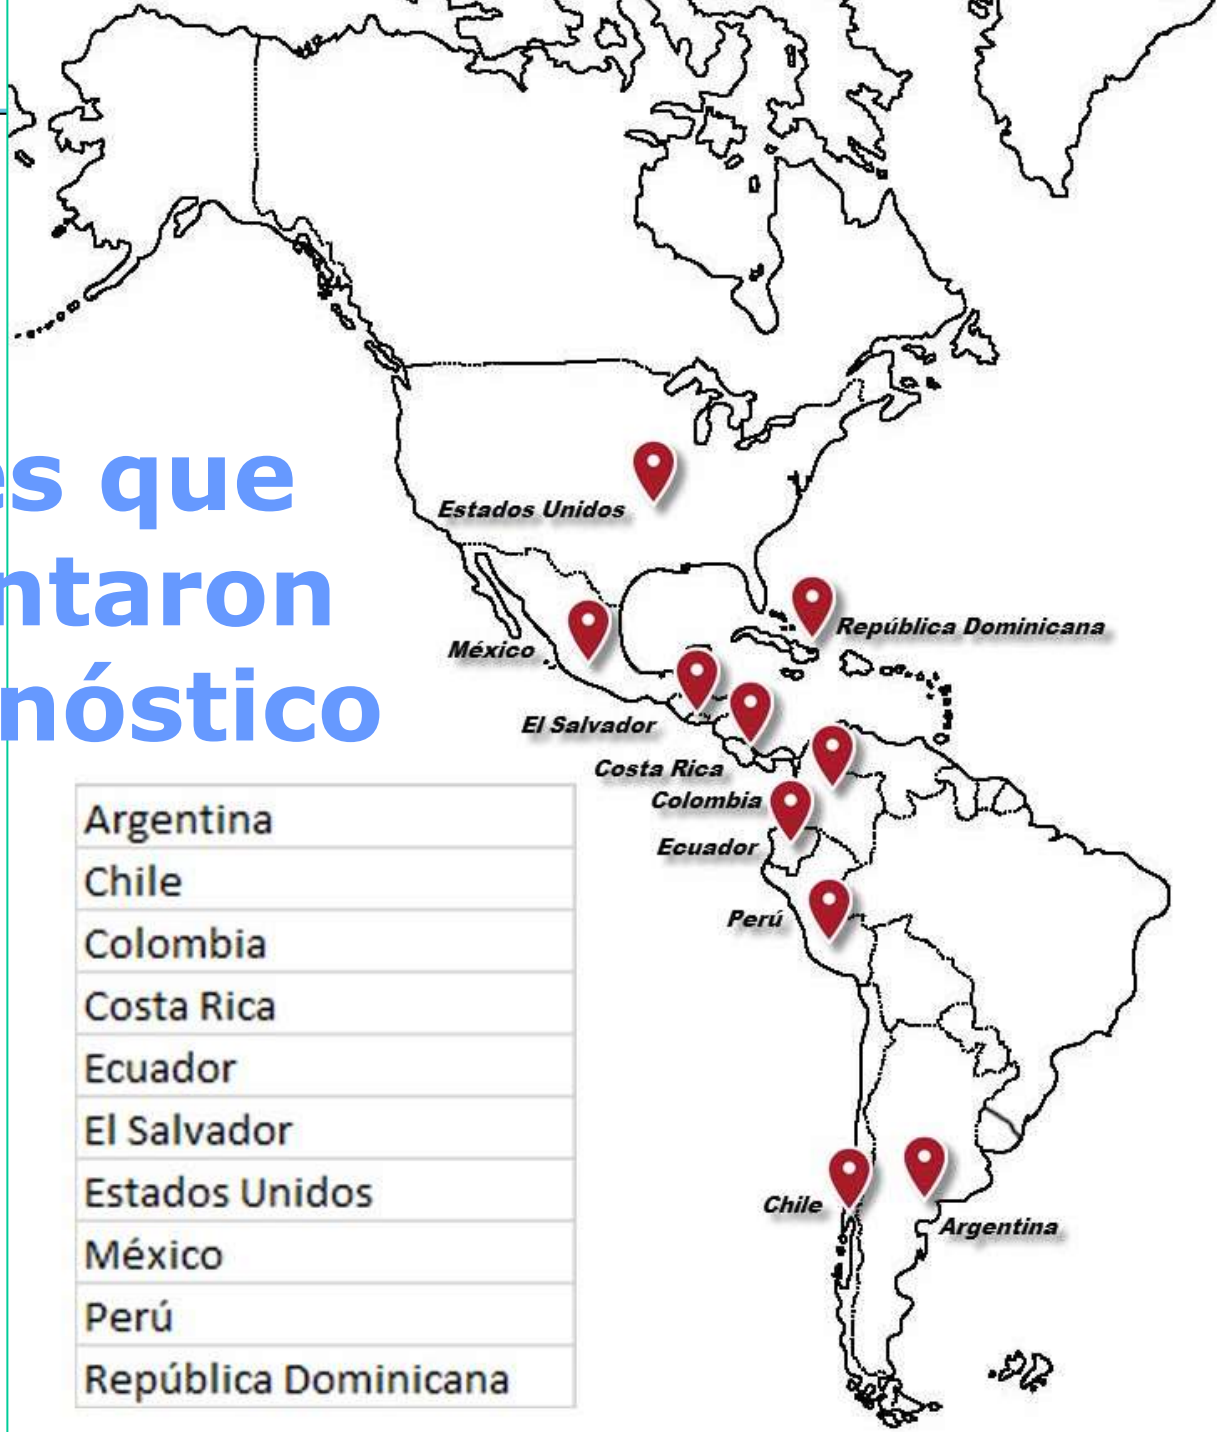 es que
ntaron
nóstico
Estados Unidos
República Dominicana
México
El Salvador
Costa Rica
Colombia
Ecuador
Perú
Chile
Argentina
Argentina
Chile
Colombia
Costa Rica
Ecuador
El Salvador
Estados Unidos
México
Perú
República Dominicana